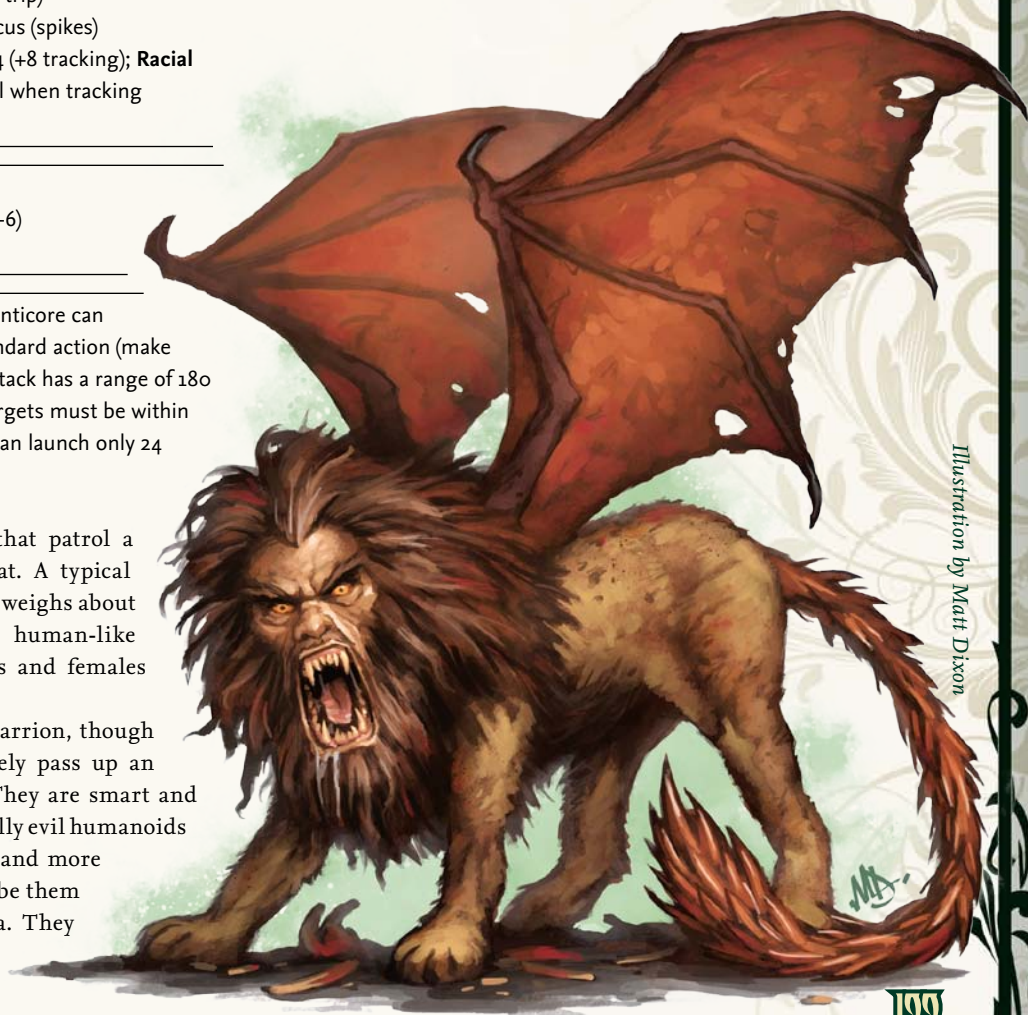 trip)
cus (spikes)
4 (+8 tracking); Racial
l when tracking
-6)
nticore can
ndard action (make
tack has a range of 180
rgets must be within
an launch only 24
that patrol a
at. A typical
weighs about
human-like
s and females
arrion, though
ely pass up an
They are smart and
lly evil humanoids
and more
be them
a. They
Illustration by Matt Dixon
MD.